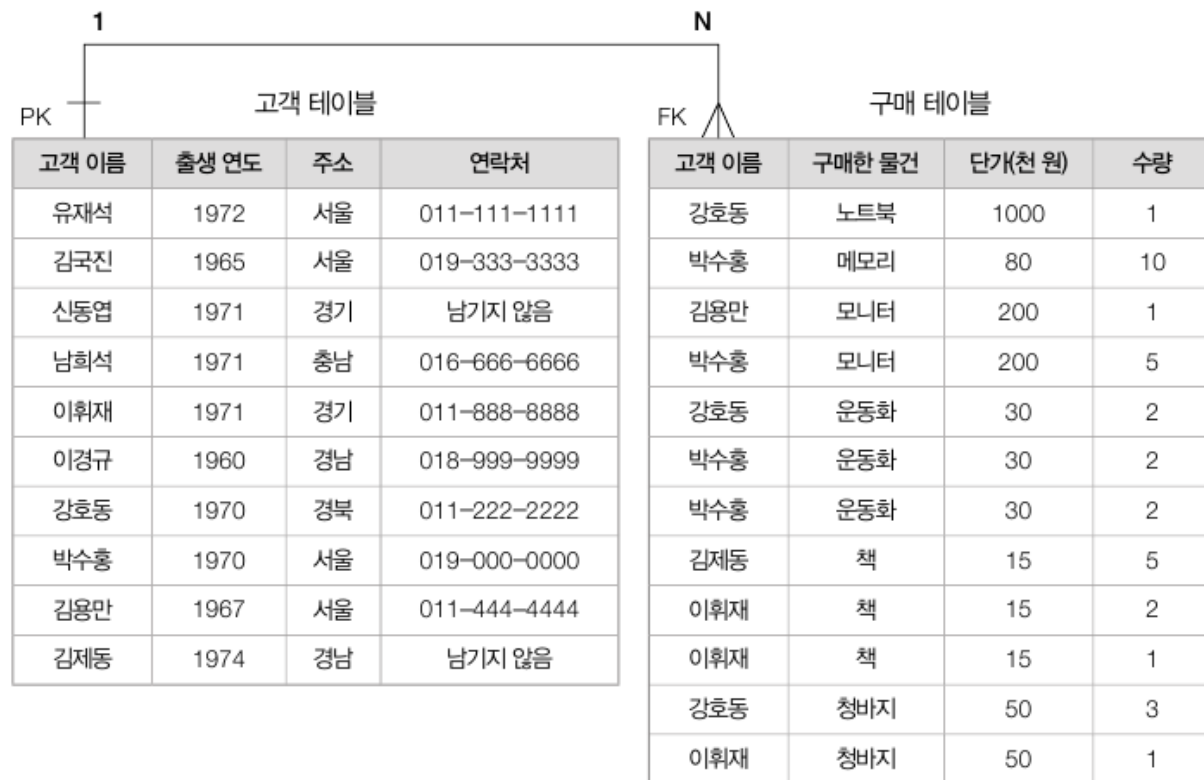 1 N
PK 고객 테이블
고객 이름 출생 연도 주소 연락처
유재석 1972 서울 011-111-1111
김국진 1965 서울 019-333-3333
신동엽 1971 경기 남기지 않음
남희석 1971 충남 016-666-6666
이휘재 1971 경기 011-888-8888
이경규 1960 경남 018-999-9999
강호동 1970 경북 011-222-2222
박수홍 1970 서울 019-000-0000
김용만 1967 서울 011-444-4444
김제동 1974 경남 남기지 않음
FK 구매 테이블
고객 이름 구매한 물건 단가(천 원) 수량
강호동 노트북 1000 1
박수홍 메모리 80 10
김용만 모니터 200 1
박수홍 모니터 200 5
강호동 운동화 30 2
박수홍 운동화 30 2
박수홍 운동화 30 2
김제동 책 15 5
이휘재 책 15 2
이휘재 책 15 1
강호동 청바지 50 3
이휘재 청바지 50 1